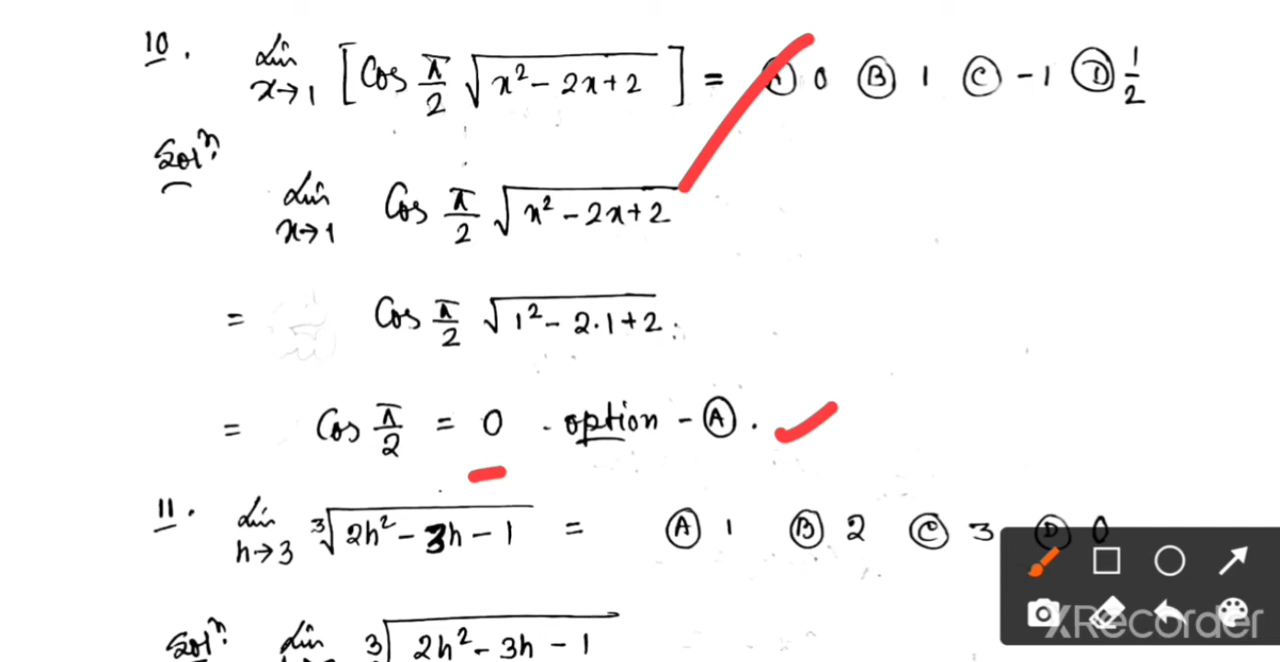 10. Lim x→1 [Cos π/2 √(x² - 2x + 2)] = Ⓐ 0 Ⓑ 1 Ⓒ -1 Ⓓ 1/2
Solⁿ:
Lim x→1 Cos π/2 √(x² - 2x + 2)
= Cos π/2 √(1² - 2·1 + 2).
= Cos π/2 = 0 . option - Ⓐ.
11. Lim h→3 ∛(2h² - 3h - 1) = Ⓐ 1 Ⓑ 2 Ⓒ 3 Ⓓ 0
Solⁿ: Lim ∛(2h² - 3h - 1)
XRecorder